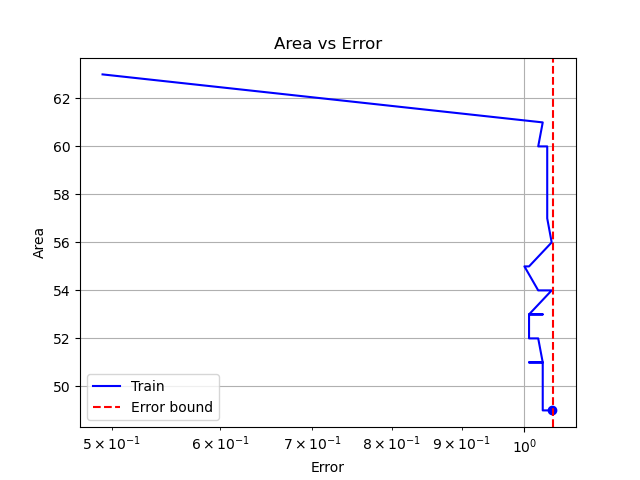 Area vs Error
62
60
58
56
54
52
50
Area
Train
Error bound
5 × 10⁻¹
6 × 10⁻¹
7 × 10⁻¹
8 × 10⁻¹
9 × 10⁻¹
10⁰
Error